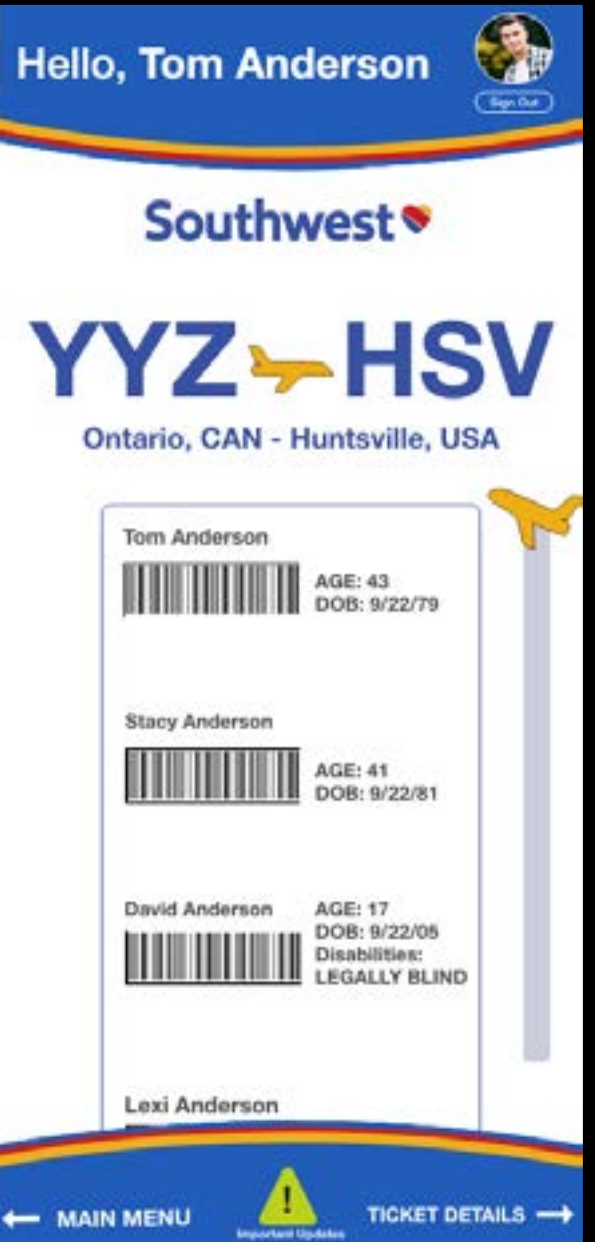 Hello, Tom Anderson
Sign Out
Southwest
YYZ HSV
Ontario, CAN - Huntsville, USA
Tom Anderson
AGE: 43
DOB: 9/22/79
Stacy Anderson
AGE: 41
DOB: 9/22/81
David Anderson
AGE: 17
DOB: 9/22/05
Disabilities:
LEGALLY BLIND
Lexi Anderson
MAIN MENU
!
Important Updates
TICKET DETAILS